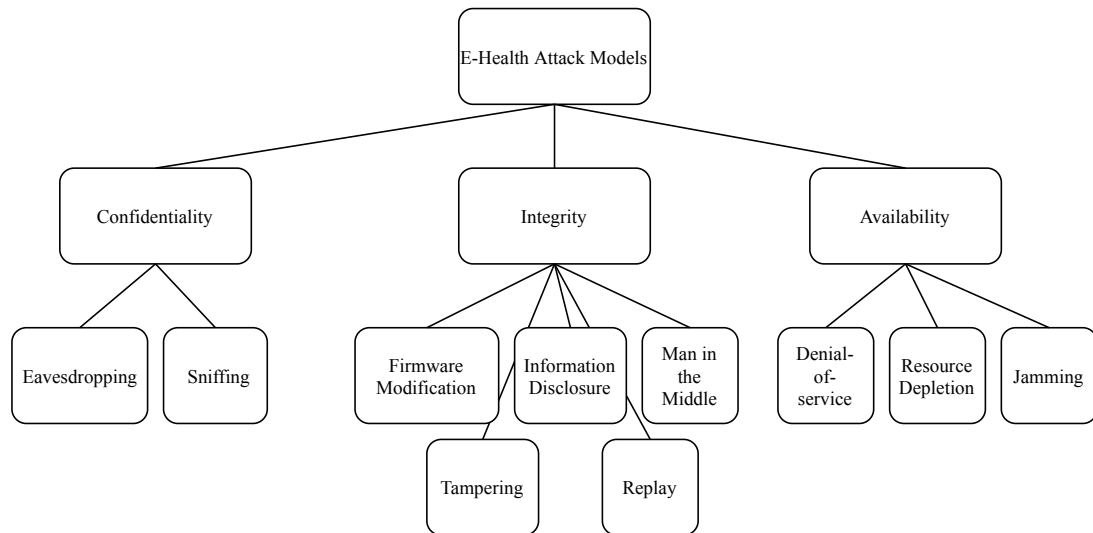 E-Health Attack Models
Confidentiality
Integrity
Availability
Eavesdropping
Sniffing
Firmware
Modification
Information
Disclosure
Man in
the
Middle
Denial-
of-
service
Resource
Depletion
Jamming
Tampering
Replay